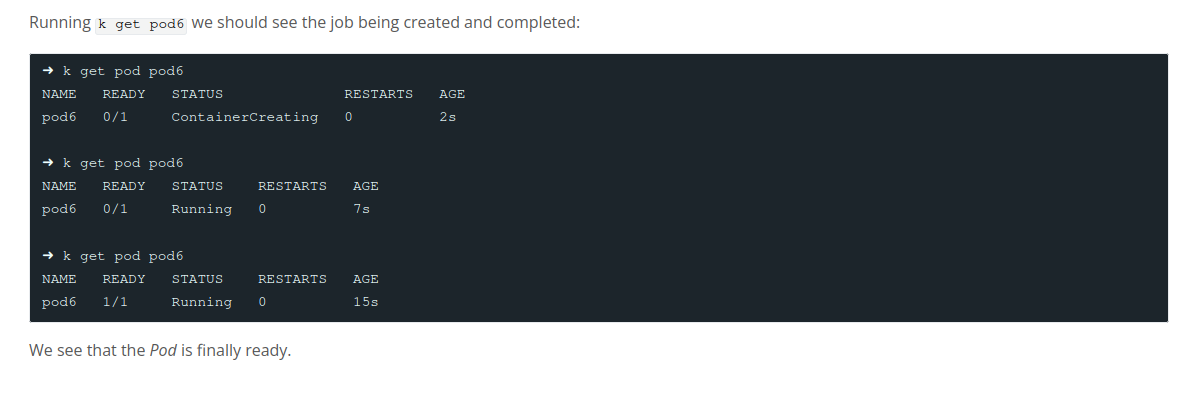 Running k get pod6 we should see the job being created and completed:
➜ k get pod pod6
NAME   READY   STATUS              RESTARTS   AGE
pod6   0/1     ContainerCreating   0          2s
➜ k get pod pod6
NAME   READY   STATUS    RESTARTS   AGE
pod6   0/1     Running   0          7s
➜ k get pod pod6
NAME   READY   STATUS    RESTARTS   AGE
pod6   1/1     Running   0          15s
We see that the Pod is finally ready.